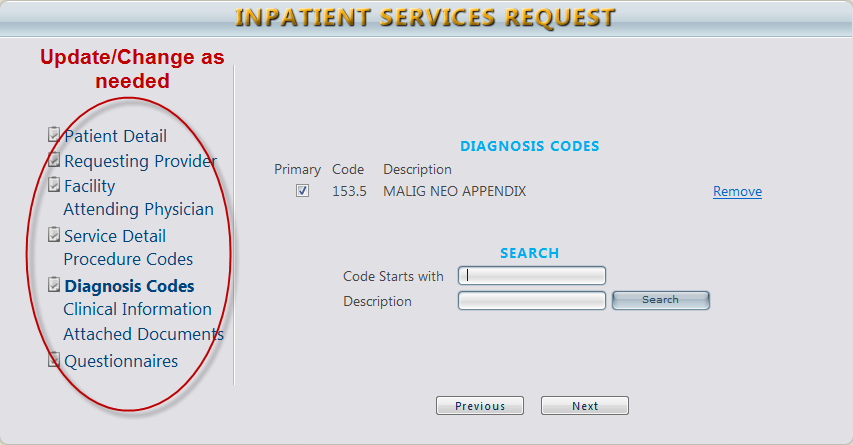 INPATIENT SERVICES REQUEST
Update/Change as
needed
Patient Detail
Requesting Provider
Facility
Attending Physician
Service Detail
Procedure Codes
Diagnosis Codes
Clinical Information
Attached Documents
Questionnaires
DIAGNOSIS CODES
Primary Code Description
153.5 MALIG NEO APPENDIX Remove
SEARCH
Code Starts with
Description Search
Previous Next